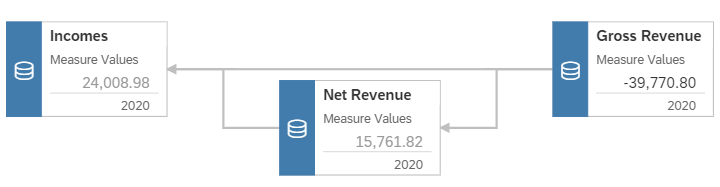 Incomes
Measure Values
24,008.98
2020
Net Revenue
Measure Values
15,761.82
2020
Gross Revenue
Measure Values
-39,770.80
2020